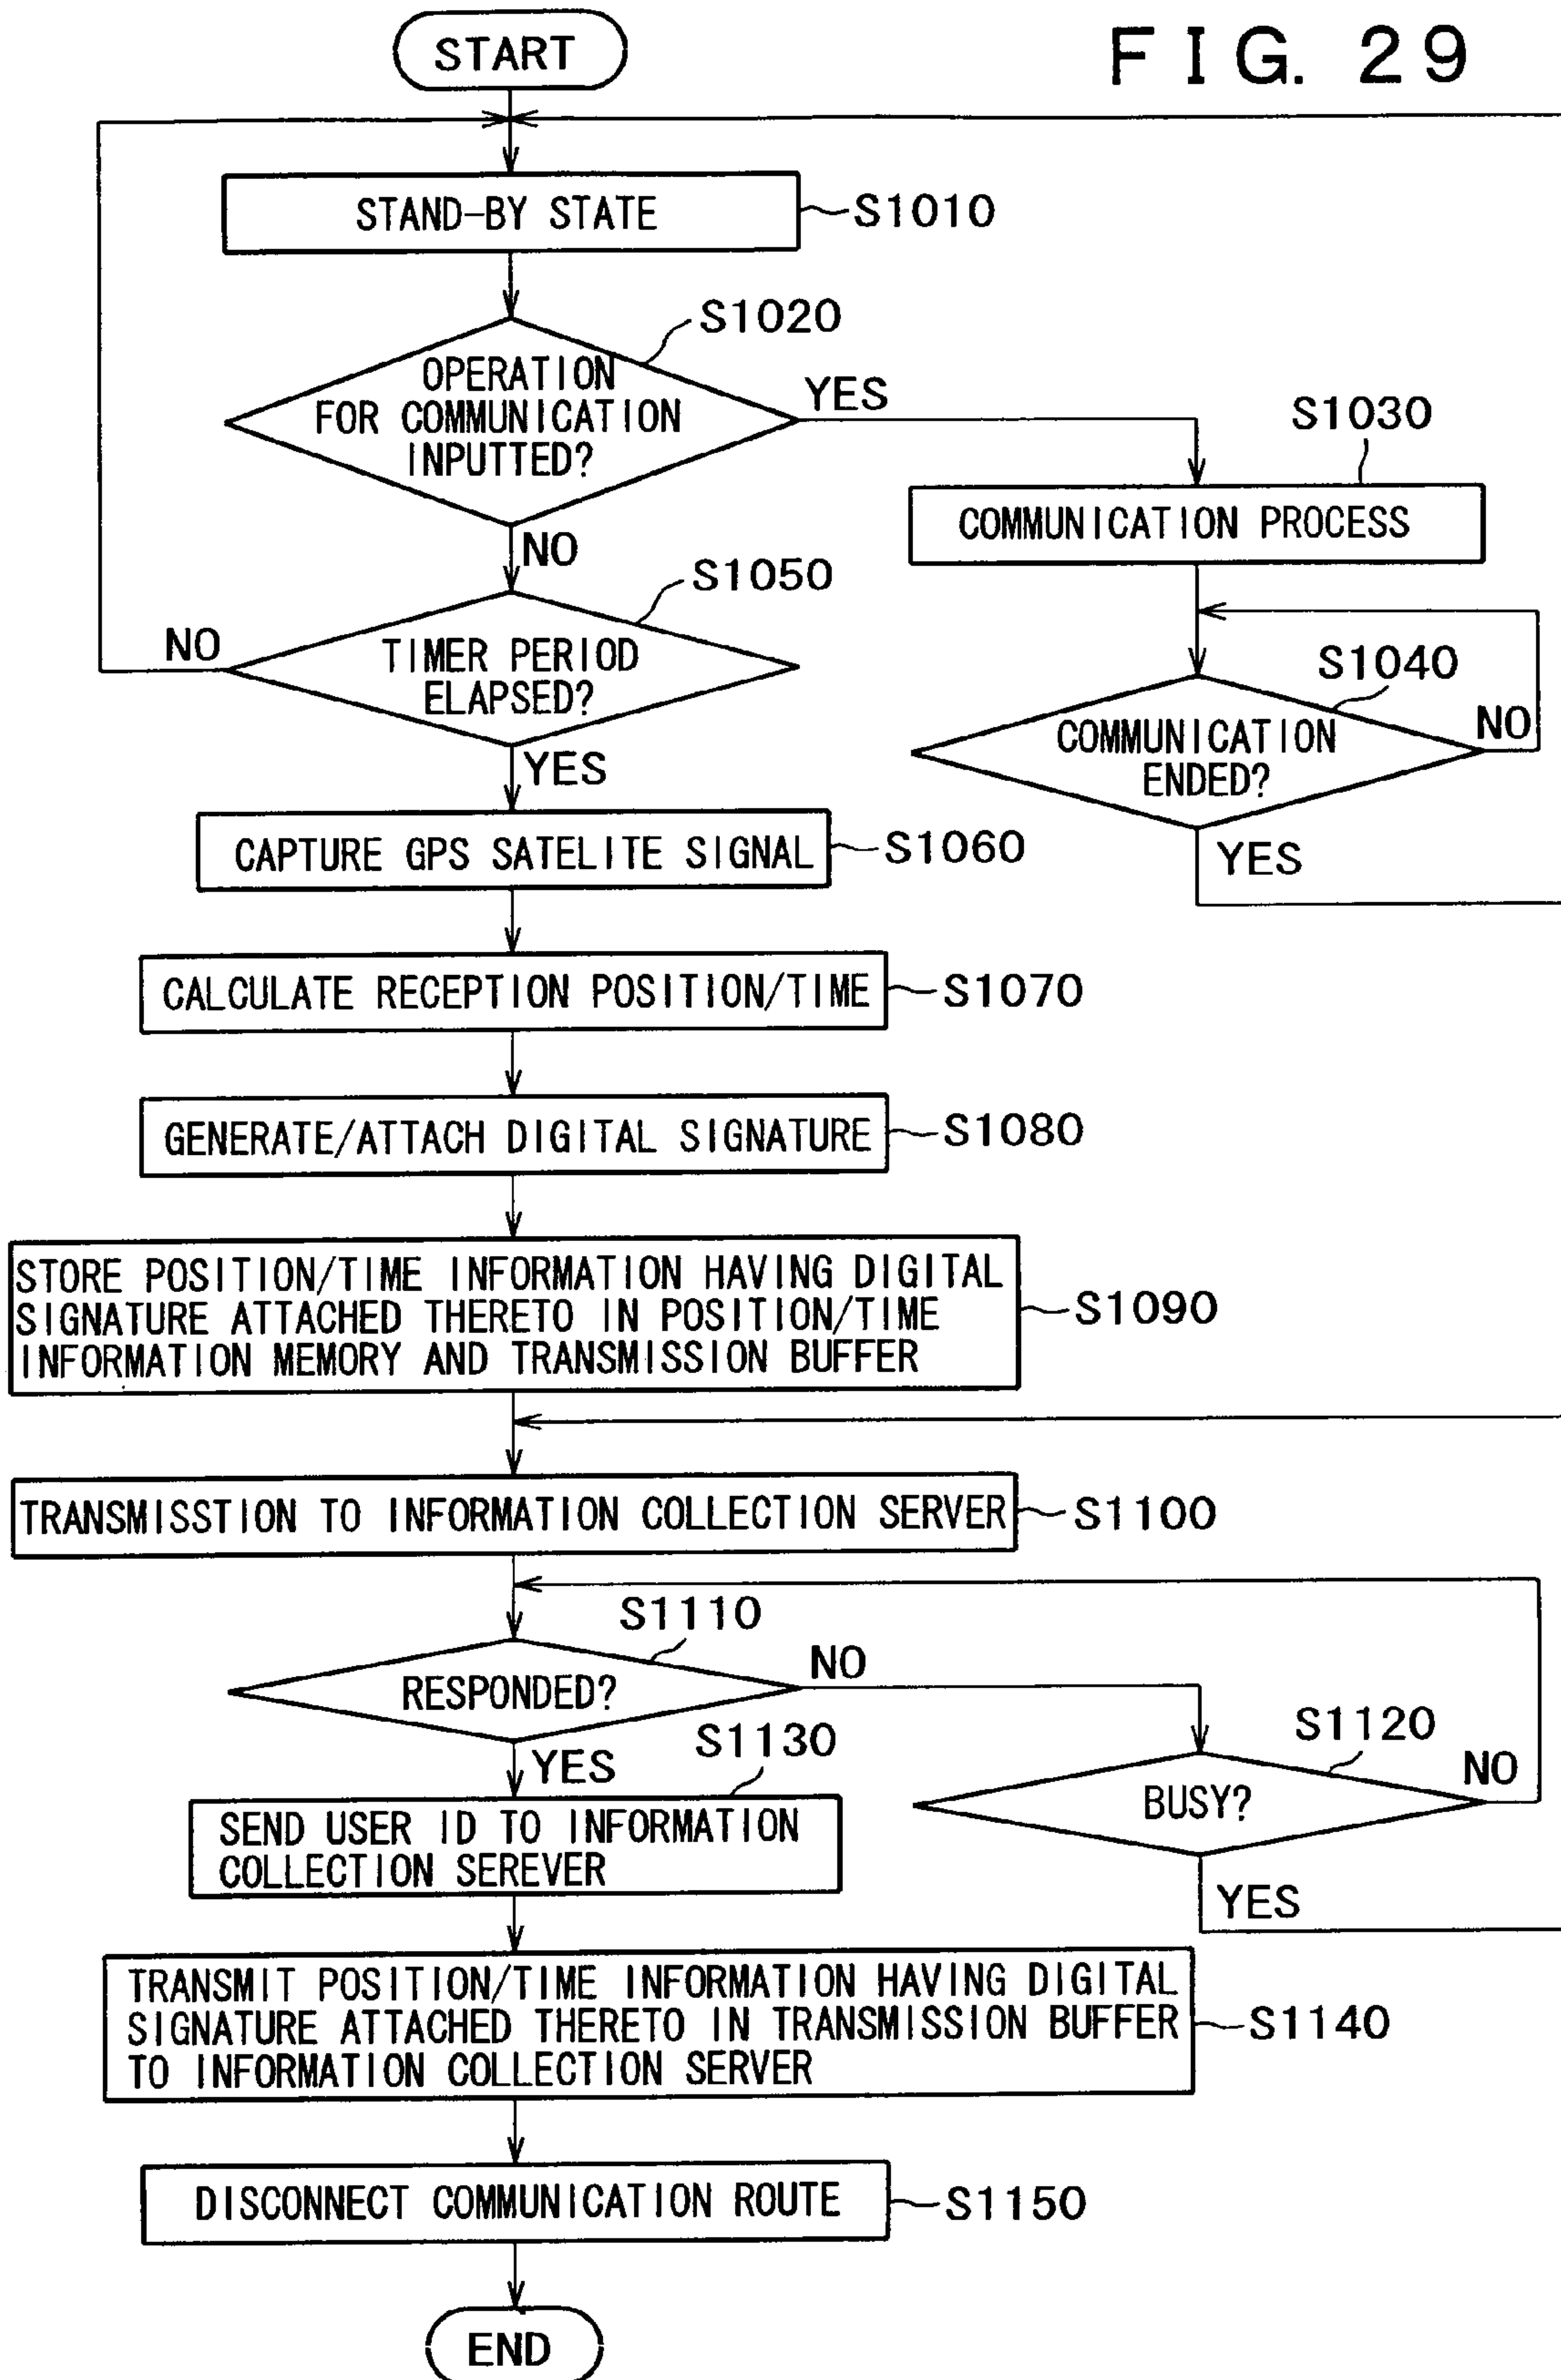 FIG. 29
START
STAND-BY STATE
S1010
S1020
OPERATION
FOR COMMUNICATION
INPUTTED?
YES
NO
S1030
COMMUNICATION PROCESS
S1040
COMMUNICATION
ENDED?
NO
YES
S1050
TIMER PERIOD
ELAPSED?
NO
YES
CAPTURE GPS SATELITE SIGNAL
S1060
CALCULATE RECEPTION POSITION/TIME
S1070
GENERATE/ATTACH DIGITAL SIGNATURE
S1080
STORE POSITION/TIME INFORMATION HAVING DIGITAL
SIGNATURE ATTACHED THERETO IN POSITION/TIME
INFORMATION MEMORY AND TRANSMISSION BUFFER
S1090
TRANSMISSTION TO INFORMATION COLLECTION SERVER
S1100
S1110
RESPONDED?
NO
YES
S1120
BUSY?
NO
YES
S1130
SEND USER ID TO INFORMATION
COLLECTION SEREVER
TRANSMIT POSITION/TIME INFORMATION HAVING DIGITAL
SIGNATURE ATTACHED THERETO IN TRANSMISSION BUFFER
TO INFORMATION COLLECTION SERVER
S1140
DISCONNECT COMMUNICATION ROUTE
S1150
END